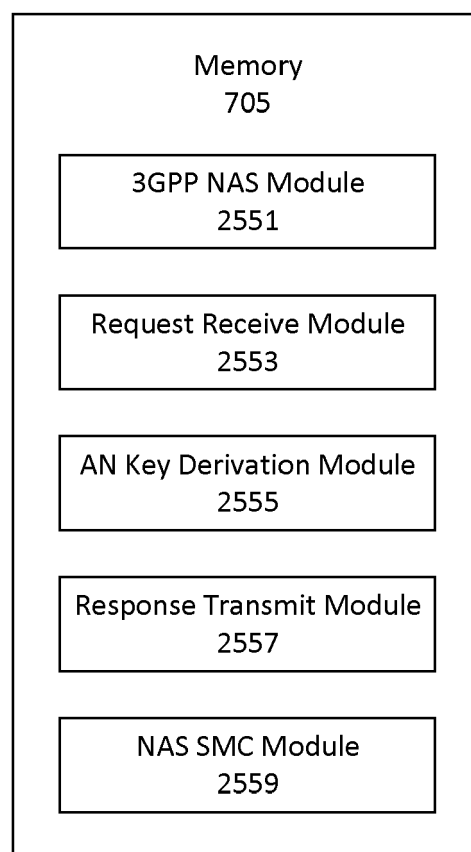 Memory
705
3GPP NAS Module
2551
Request Receive Module
2553
AN Key Derivation Module
2555
Response Transmit Module
2557
NAS SMC Module
2559